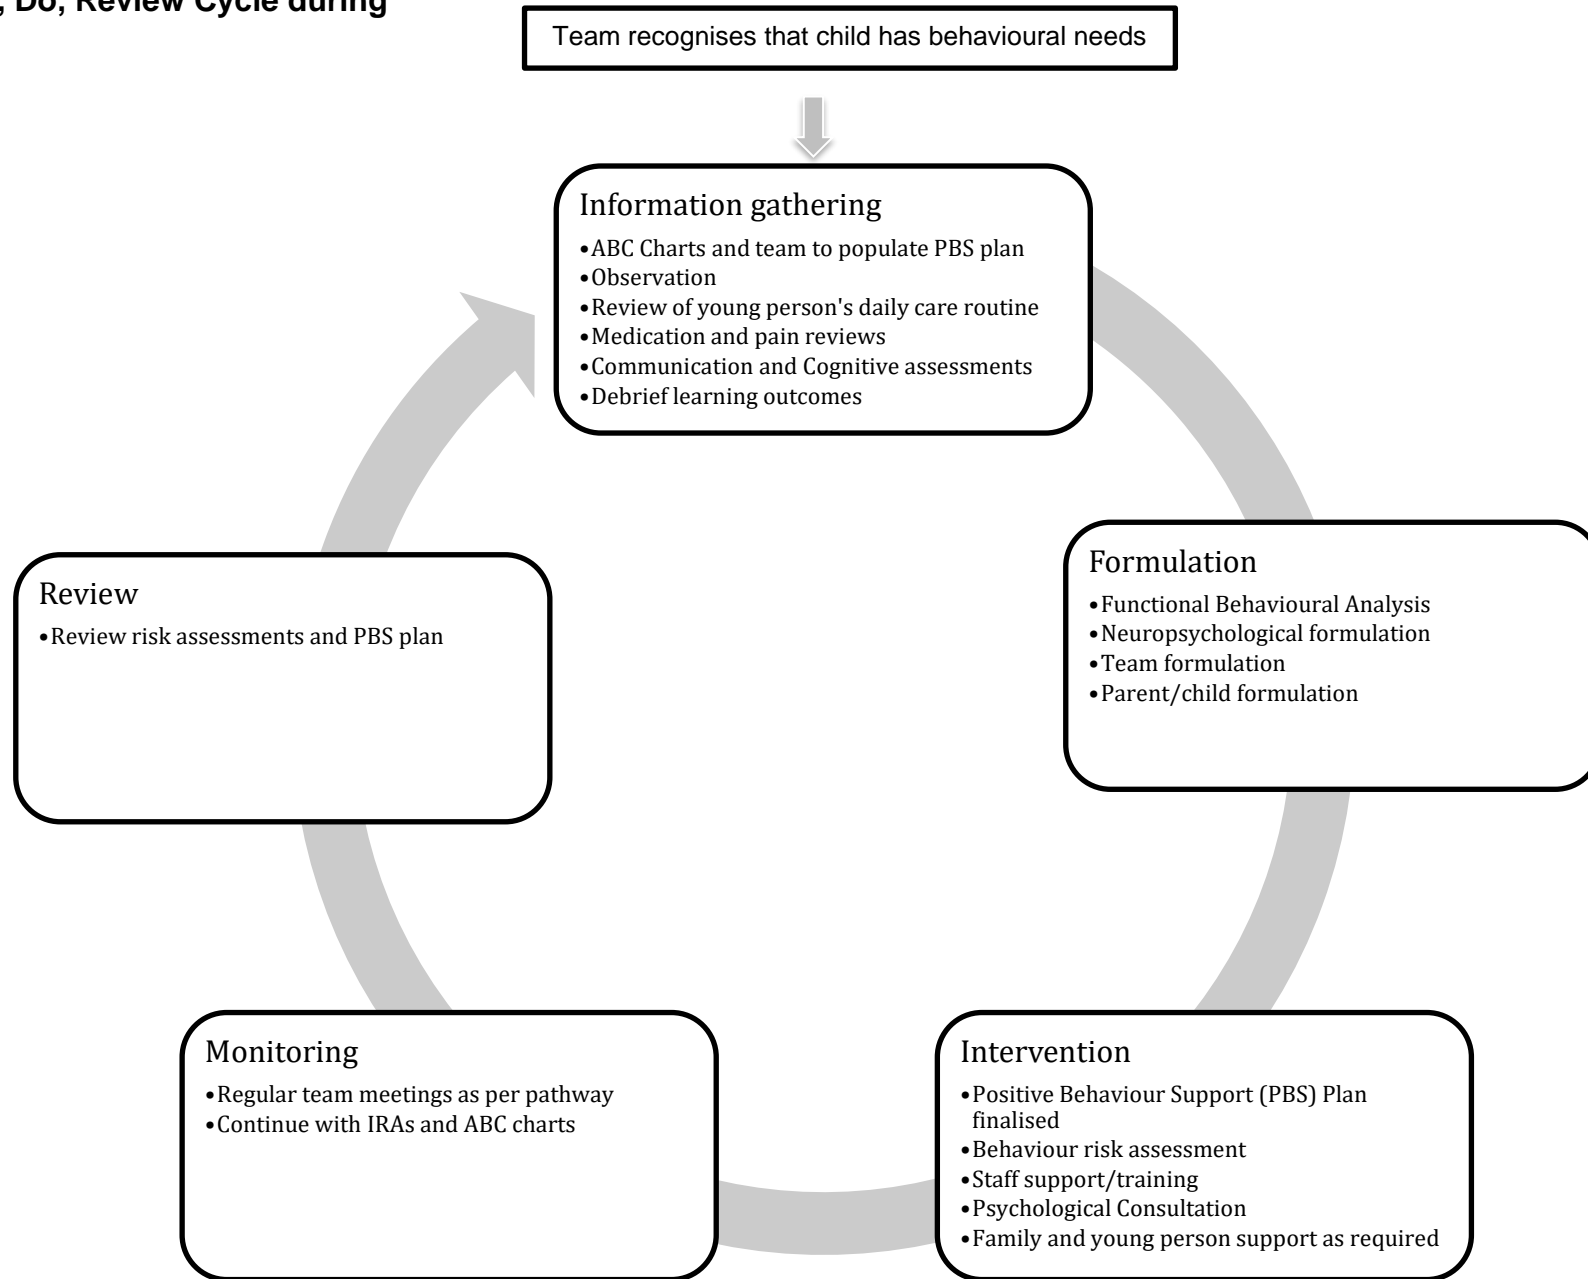 , Do, Review Cycle during
Team recognises that child has behavioural needs
Information gathering
•ABC Charts and team to populate PBS plan
•Observation
•Review of young person's daily care routine
•Medication and pain reviews
•Communication and Cognitive assessments
•Debrief learning outcomes
Formulation
•Functional Behavioural Analysis
•Neuropsychological formulation
•Team formulation
•Parent/child formulation
Intervention
•Positive Behaviour Support (PBS) Plan
finalised
•Behaviour risk assessment
•Staff support/training
•Psychological Consultation
•Family and young person support as required
Monitoring
•Regular team meetings as per pathway
•Continue with IRAs and ABC charts
Review
•Review risk assessments and PBS plan